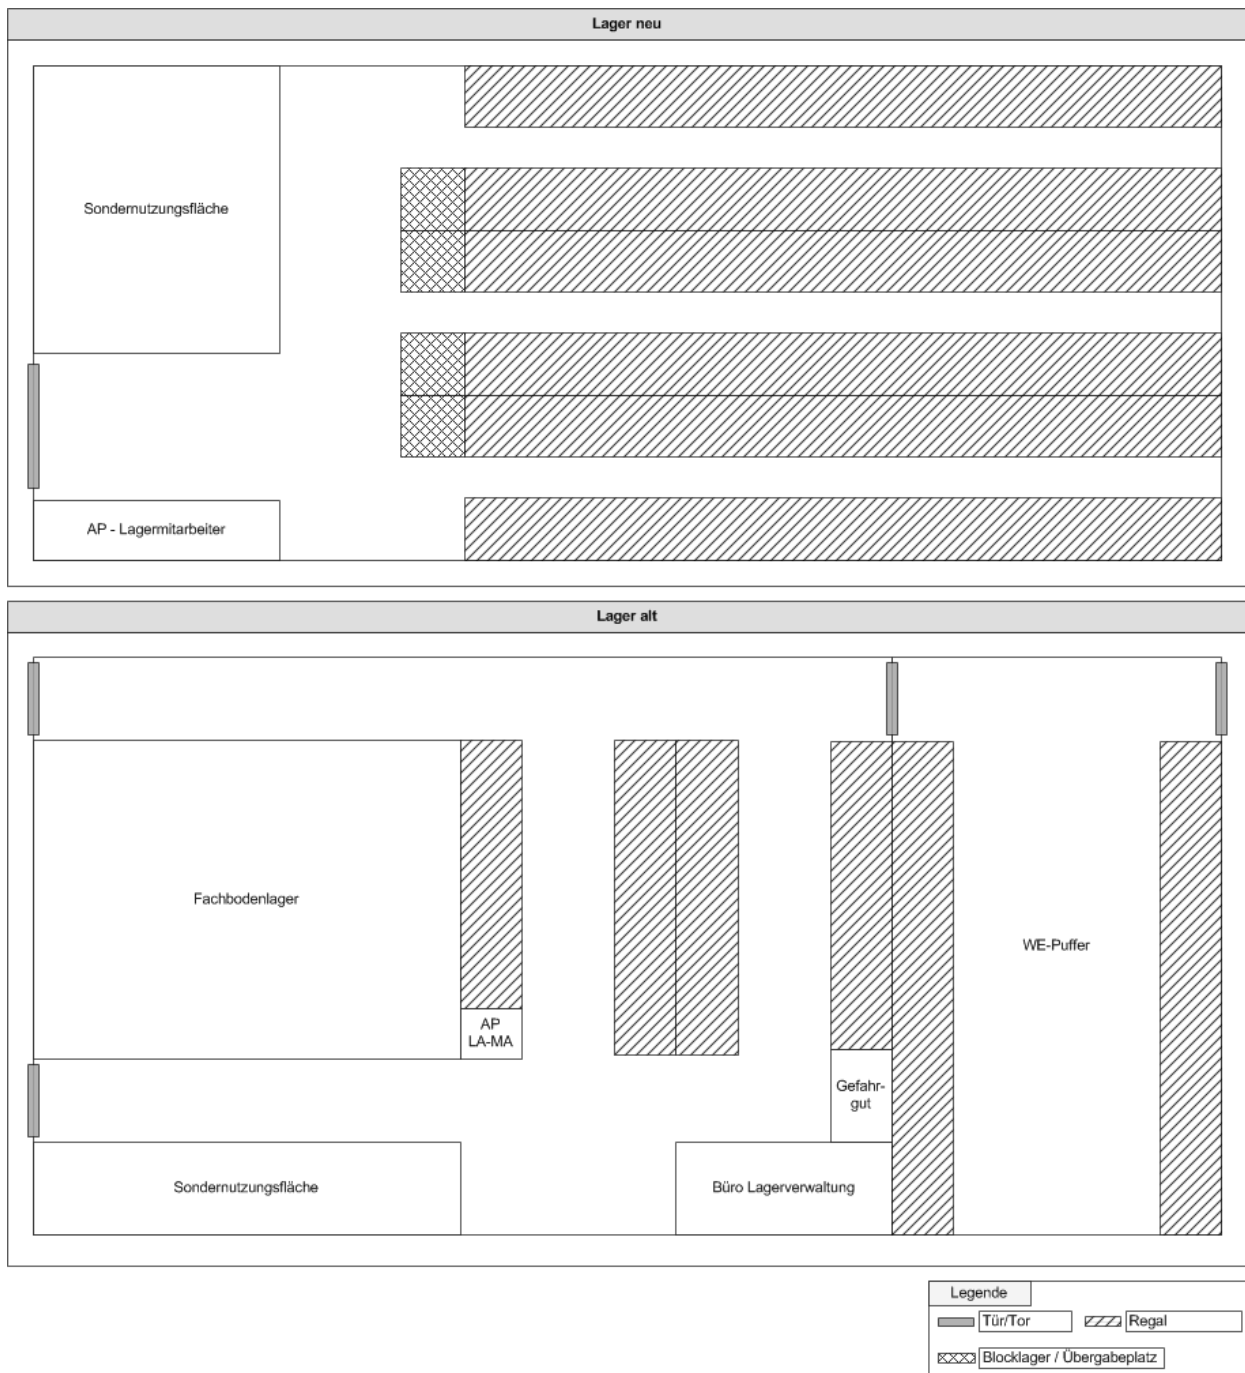 Lager neu
Sondernutzungsfläche
AP - Lagermitarbeiter
Lager alt
Fachbodenlager
AP
LA-MA
WE-Puffer
Gefahr-
gut
Sondernutzungsfläche
Büro Lagerverwaltung
Legende
Tür/Tor
Regal
Blocklager / Übergabeplatz